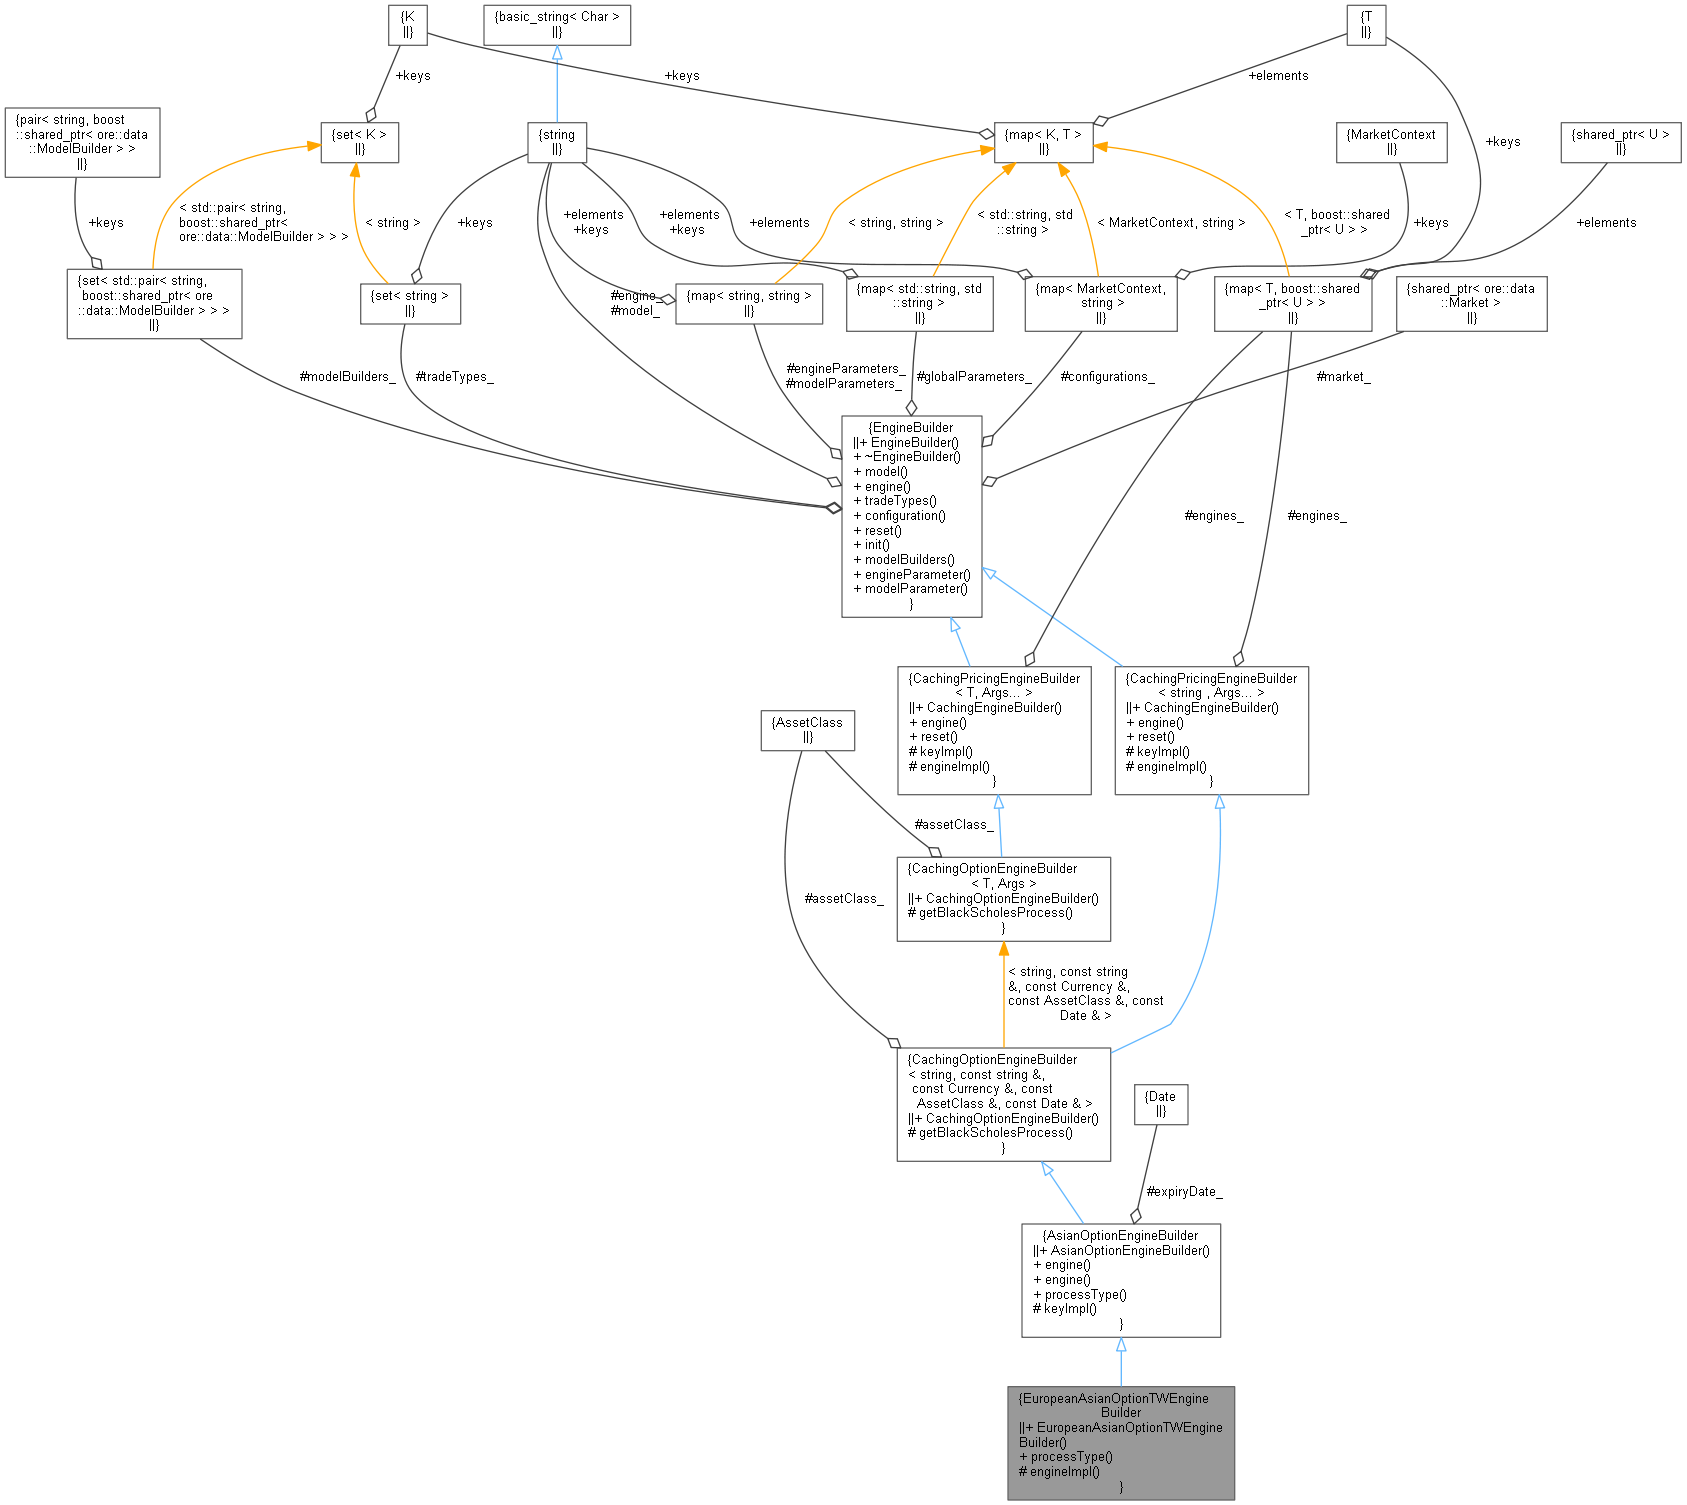 {K
||}
{basic_string< Char >
||}
{T
||}
+keys
+keys
+elements
{pair< string, boost
::shared_ptr< ore::data
::ModelBuilder > >
||}
{set< K >
||}
{string
||}
{map< K, T >
||}
{MarketContext
||}
+keys
{shared_ptr< U >
||}
+keys
< std::pair< string,
boost::shared_ptr<
ore::data::ModelBuilder > > >
< string >
+keys
+elements
+keys
+elements
+keys
+elements
< string, string >
< std::string, std
::string >
< MarketContext, string >
< T, boost::shared
_ptr< U > >
+keys
+elements
{set< std::pair< string,
boost::shared_ptr< ore
::data::ModelBuilder > > >
||}
{set< string >
||}
#engine_
#model_
{map< string, string >
||}
{map< std::string, std
::string >
||}
{map< MarketContext,
string >
||}
{map< T, boost::shared
_ptr< U > >
||}
{shared_ptr< ore::data
::Market >
||}
#modelBuilders_
#tradeTypes_
#engineParameters_
#modelParameters_
#globalParameters_
#configurations_
#market_
{EngineBuilder
||+ EngineBuilder()
+ ~EngineBuilder()
+ model()
+ engine()
+ tradeTypes()
+ configuration()
+ reset()
+ init()
+ modelBuilders()
+ engineParameter()
+ modelParameter()
}
#engines_
#engines_
{CachingPricingEngineBuilder
< T, Args... >
||+ CachingEngineBuilder()
+ engine()
+ reset()
# keyImpl()
# engineImpl()
}
{CachingPricingEngineBuilder
< string , Args... >
||+ CachingEngineBuilder()
+ engine()
+ reset()
# keyImpl()
# engineImpl()
}
{AssetClass
||}
#assetClass_
#assetClass_
{CachingOptionEngineBuilder
< T, Args >
||+ CachingOptionEngineBuilder()
# getBlackScholesProcess()
}
< string, const string
&, const Currency &,
const AssetClass &, const
Date & >
{CachingOptionEngineBuilder
< string, const string &,
const Currency &, const
AssetClass &, const Date & >
||+ CachingOptionEngineBuilder()
# getBlackScholesProcess()
}
{Date
||}
#expiryDate_
{AsianOptionEngineBuilder
||+ AsianOptionEngineBuilder()
+ engine()
+ engine()
+ processType()
# keyImpl()
}
{EuropeanAsianOptionTWEngine
Builder
||+ EuropeanAsianOptionTWEngine
Builder()
+ processType()
# engineImpl()
}